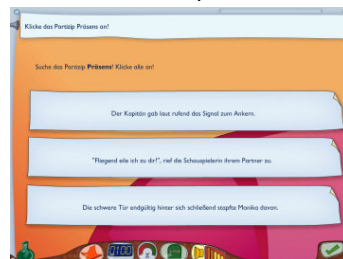 Klicke das Partizip Präsens an!
Suche das Partizip Präsens! Klicke alle an!
Der Kapitän gab laut rufend das Signal zum Ankern.
"Fliegend eile ich zu dir!", rief die Schauspielerin ihrem Partner zu.
Die schwere Tür endgültig hinter sich schließend stapfte Monika davon.
0100